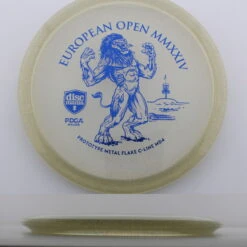 EUROPEAN OPEN MMXXIV
disc
PDGA
PROTOTYPE METAL FLAKE C-LINE MD4